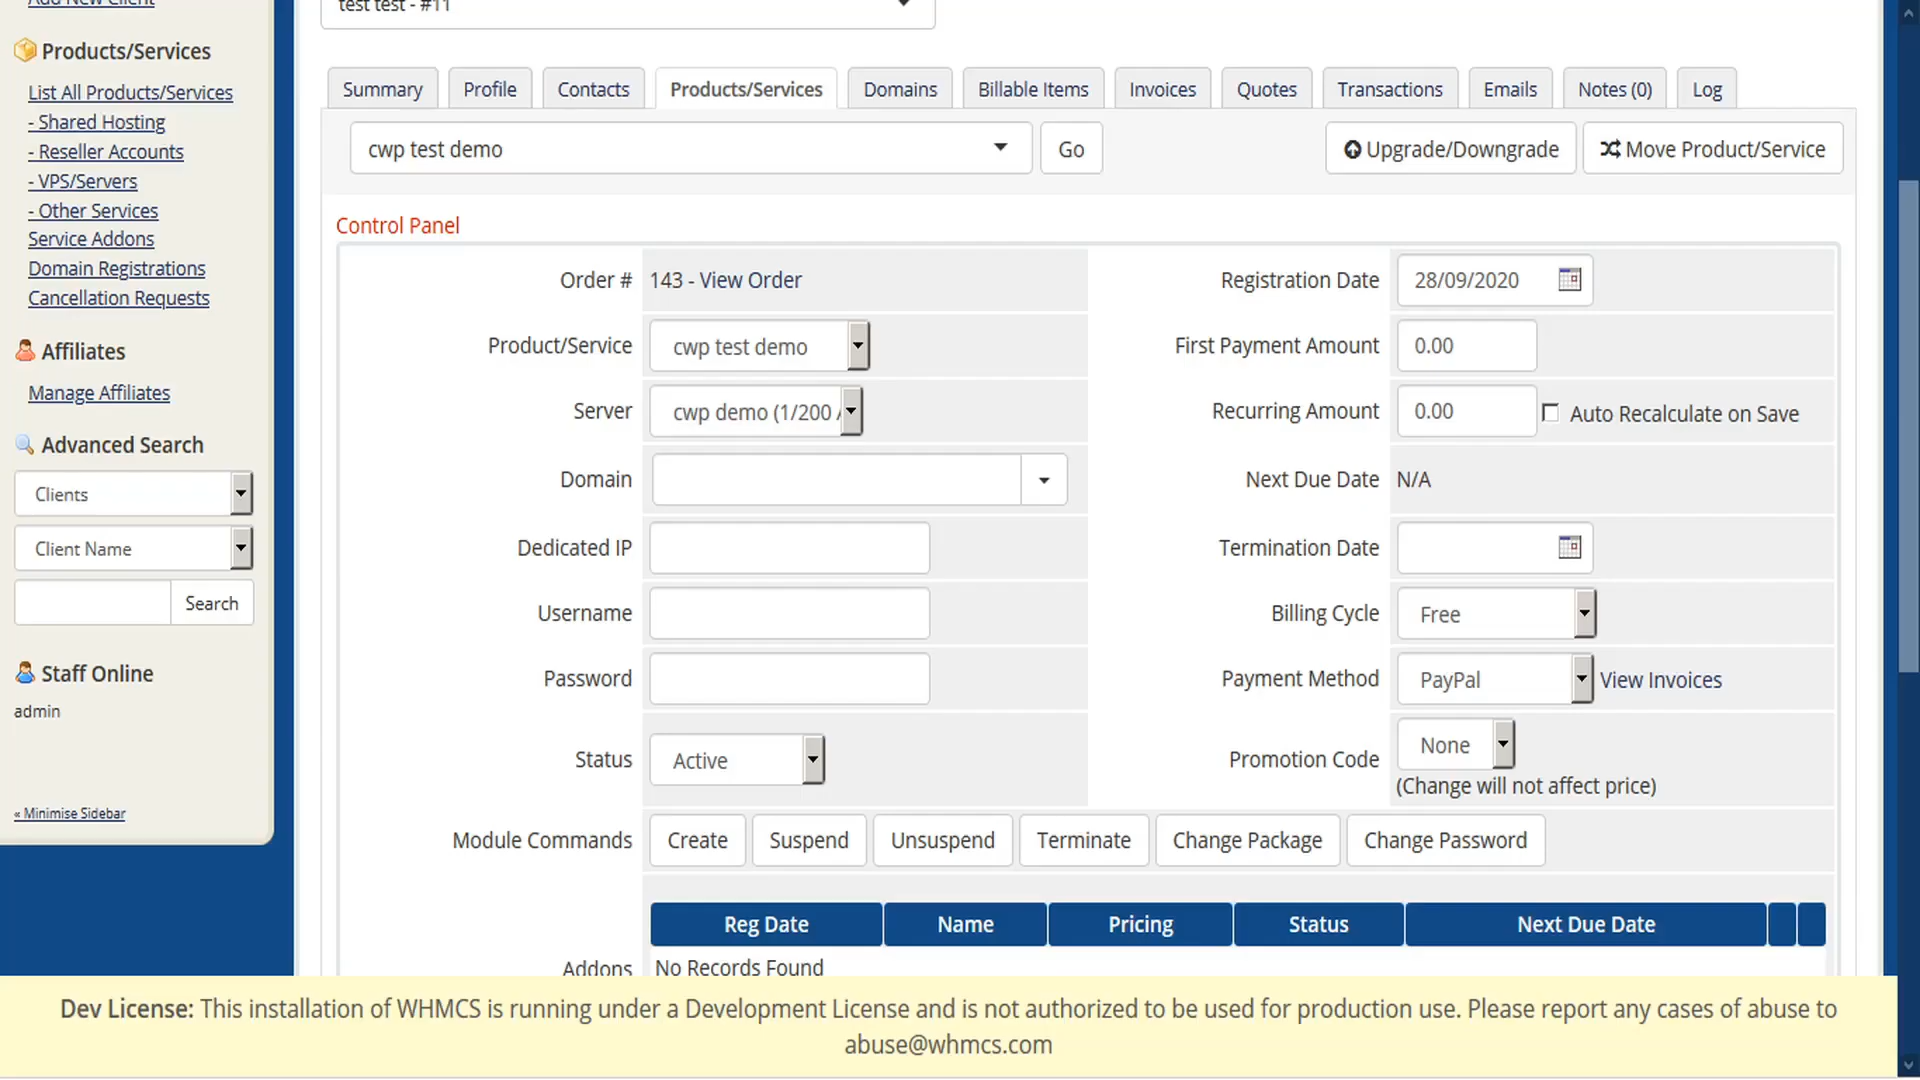 Add New Client
Products/Services
List All Products/Services
- Shared Hosting
- Reseller Accounts
- VPS/Servers
- Other Services
Service Addons
Domain Registrations
Cancellation Requests
Affiliates
Manage Affiliates
Advanced Search
Clients
Client Name
Search
Staff Online
admin
« Minimise Sidebar
test test - #11
Summary Profile Contacts Products/Services Domains Billable Items Invoices Quotes Transactions Emails Notes (0) Log
cwp test demo Go Upgrade/Downgrade Move Product/Service
Control Panel
Order # 143 - View Order Registration Date 28/09/2020
Product/Service cwp test demo First Payment Amount 0.00
Server cwp demo (1/200 Recurring Amount 0.00 Auto Recalculate on Save
Domain Next Due Date N/A
Dedicated IP Termination Date
Username Billing Cycle Free
Password Payment Method PayPal View Invoices
Status Active Promotion Code None
(Change will not affect price)
Module Commands Create Suspend Unsuspend Terminate Change Package Change Password
Reg Date Name Pricing Status Next Due Date
Addons No Records Found
Dev License: This installation of WHMCS is running under a Development License and is not authorized to be used for production use. Please report any cases of abuse to
abuse@whmcs.com